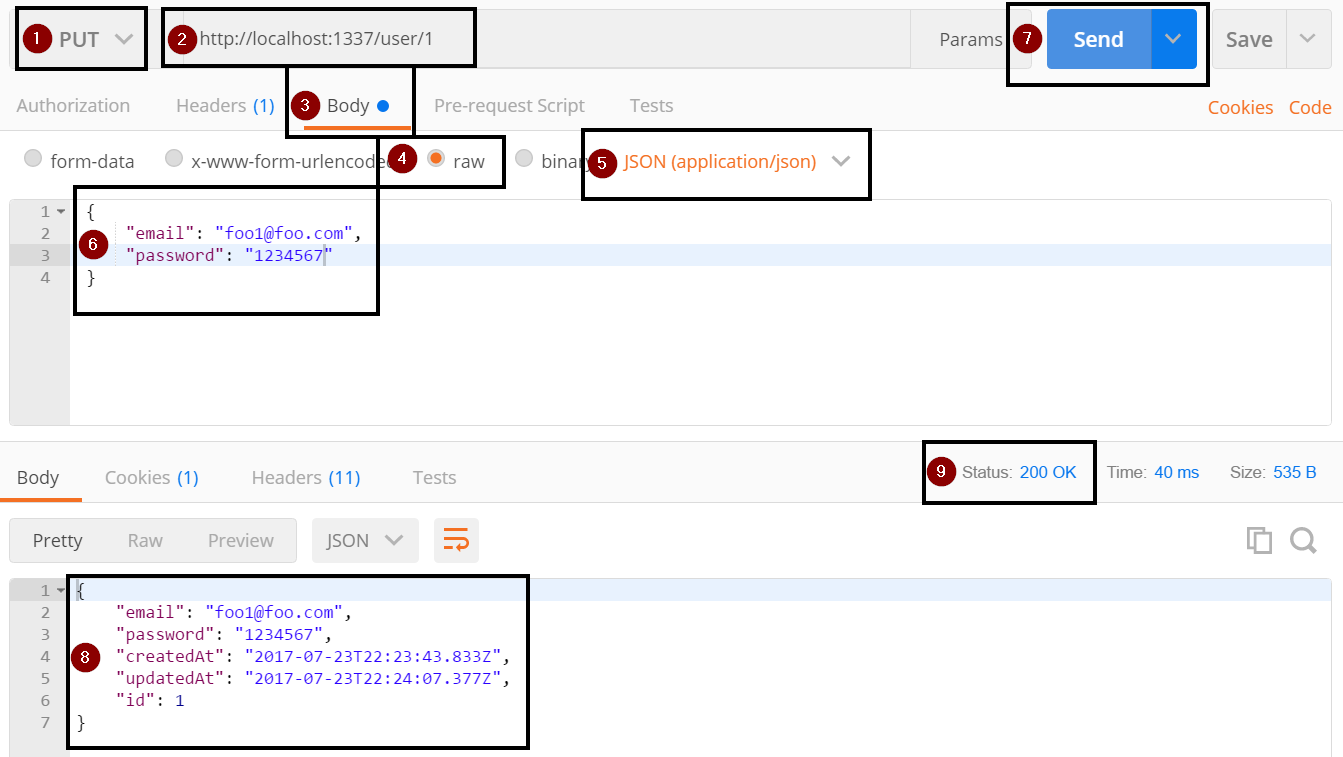 1 PUT 2 http://localhost:1337/user/1 Params 7 Send Save
Authorization Headers (1) 3 Body Pre-request Script Tests Cookies Code
form-data x-www-form-urlencoded 4 raw binary 5 JSON (application/json)
1 {
2 "email": "foo1@foo.com",
6
3 "password": "1234567"
4 }
Body Cookies (1) Headers (11) Tests 9 Status: 200 OK Time: 40 ms Size: 535 B
Pretty Raw Preview JSON
1 {
2 "email": "foo1@foo.com",
3 "password": "1234567",
4 8 "createdAt": "2017-07-23T22:23:43.833Z",
5 "updatedAt": "2017-07-23T22:24:07.377Z",
6 "id": 1
7 }